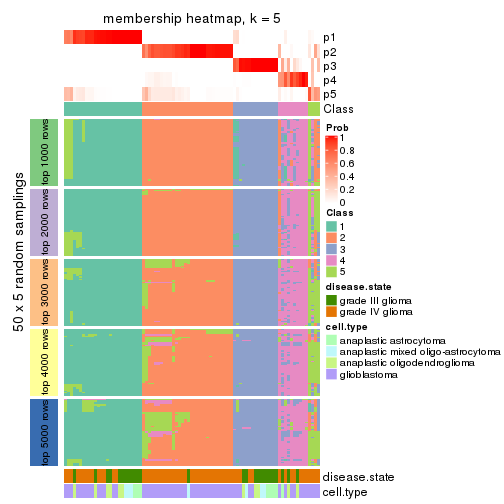 membership heatmap, k = 5
p1
p2
p3
p4
p5
Class
50 x 5 random samplings
top 1000 rows
top 2000 rows
top 3000 rows
top 4000 rows
top 5000 rows
Prob
1
0.8
0.6
0.4
0.2
0
Class
1
2
3
4
5
disease.state
grade III glioma
grade IV glioma
cell.type
anaplastic astrocytoma
anaplastic mixed oligo-astrocytoma
anaplastic oligodendroglioma
glioblastoma
disease.state
cell.type